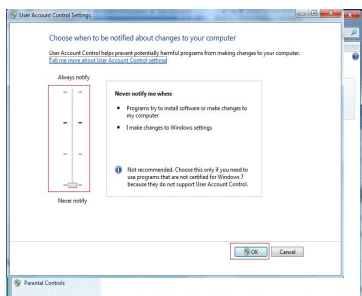 User Account Control Settings
Choose when to be notified about changes to your computer
User Account Control helps prevent potentially harmful programs from making changes to your computer.
Tell me more about User Account Control settings
Always notify
Never notify me where
Programs try to install software or make changes to
my computer
I make changes to Windows settings
Not recommended. Choose this only if you need to
use programs that are not certified for Windows 7
because they do not support User Account Control.
Never notify
OK
Cancel
Parental Controls